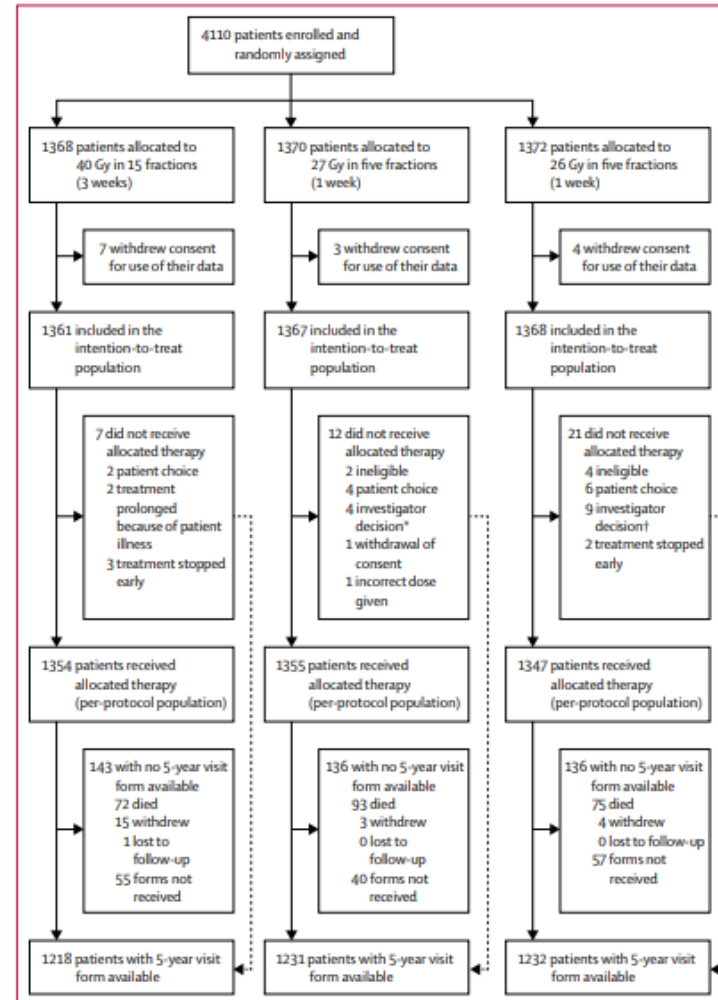 4110 patients enrolled and
randomly assigned
1368 patients allocated to
40 Gy in 15 fractions
(3 weeks)
1370 patients allocated to
27 Gy in five fractions
(1 week)
1372 patients allocated to
26 Gy in five fractions
(1 week)
7 withdrew consent
for use of their data
3 withdrew consent
for use of their data
4 withdrew consent
for use of their data
1361 included in the
intention-to-treat
population
1367 included in the
intention-to-treat
population
1368 included in the
intention-to-treat
population
7 did not receive
allocated therapy
2 patient choice
2 treatment
prolonged
because of patient
illness
3 treatment stopped
early
12 did not receive
allocated therapy
2 ineligible
4 patient choice
4 investigator
decision*
1 withdrawal of
consent
1 incorrect dose
given
21 did not receive
allocated therapy
4 ineligible
6 patient choice
9 investigator
decision†
2 treatment stopped
early
1354 patients received
allocated therapy
(per-protocol population)
1355 patients received
allocated therapy
(per-protocol population)
1347 patients received
allocated therapy
(per-protocol population)
143 with no 5-year visit
form available
72 died
15 withdrew
1 lost to
follow-up
55 forms not
received
136 with no 5-year visit
form available
93 died
3 withdrew
0 lost to
follow-up
40 forms not
received
136 with no 5-year visit
form available
75 died
4 withdrew
0 lost to follow-up
57 forms not
received
1218 patients with 5-year visit
form available
1231 patients with 5-year visit
form available
1232 patients with 5-year visit
form available